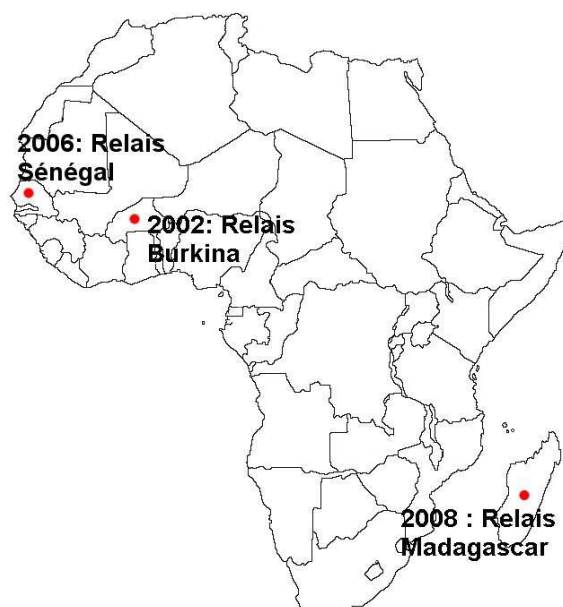 2006: Relais
Sénégal
2002: Relais
Burkina
2008 : Relais
Madagascar